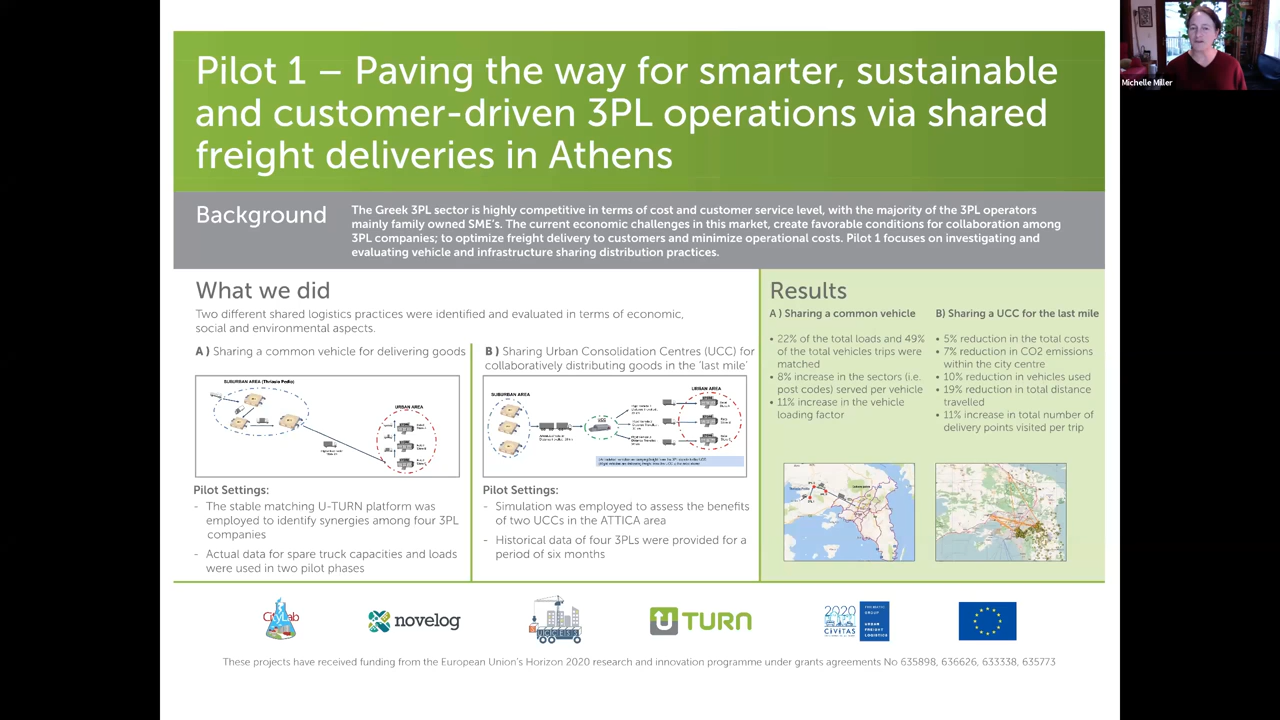 Michelle Miller
Pilot 1 – Paving the way for smarter, sustainable
and customer-driven 3PL operations via shared
freight deliveries in Athens
Background
The Greek 3PL sector is highly competitive in terms of cost and customer service level, with the majority of the 3PL operators
mainly family owned SME's. The current economic challenges in this market, create favorable conditions for collaboration among
3PL companies; to optimize freight delivery to customers and minimize operational costs. Pilot 1 focuses on investigating and
evaluating vehicle and infrastructure sharing distribution practices.
What we did
Two different shared logistics practices were identified and evaluated in terms of economic,
social and environmental aspects.
A ) Sharing a common vehicle for delivering goods
SUBURBAN AREA (Thriasio Pedio)
URBAN AREA
Pilot Settings:
- The stable matching U-TURN platform was
employed to identify synergies among four 3PL
companies
- Actual data for spare truck capacities and loads
were used in two pilot phases
B ) Sharing Urban Consolidation Centres (UCC) for
collaboratively distributing goods in the 'last mile'
SUBURBAN AREA
URBAN AREA
Pilot Settings:
- Simulation was employed to assess the benefits
of two UCCs in the ATTICA area
- Historical data of four 3PLs were provided for a
period of six months
Results
A ) Sharing a common vehicle
• 22% of the total loads and 49%
of the total vehicles trips were
matched
• 8% increase in the sectors (i.e.
post codes) served per vehicle
• 11% increase in the vehicle
loading factor
B) Sharing a UCC for the last mile
• 5% reduction in the total costs
• 7% reduction in CO2 emissions
within the city centre
• 10% reduction in vehicles used
• 19% reduction in total distance
travelled
• 11% increase in total number of
delivery points visited per trip
CityLab
novelog
U TURN
2020
CIVITAS
THEMATIC
GROUP
URBAN
FREIGHT
LOGISTICS
These projects have received funding from the European Union's Horizon 2020 research and innovation programme under grants agreements No 635898, 636626, 633338, 635773